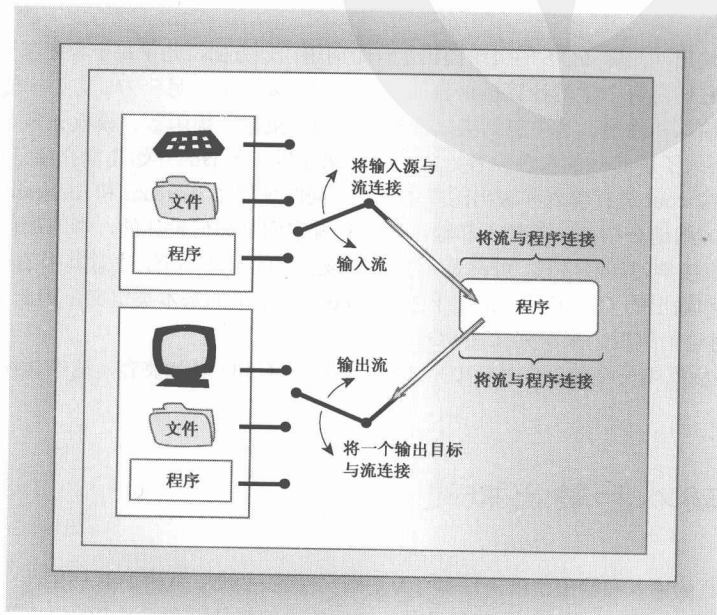 文件
程序
将输入源与
流连接
输入流
将流与程序连接
程序
将流与程序连接
输出流
将一个输出目标
与流连接
文件
程序